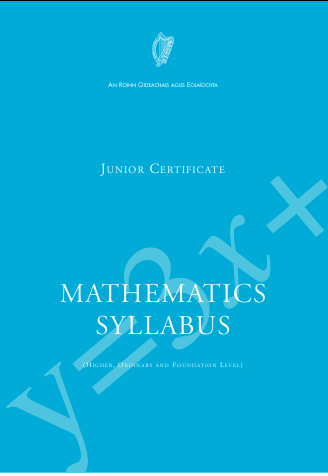 AN ROINN OIDEACHAIS AGUS EOLAÍOCHTA
JUNIOR CERTIFICATE
y=3x+
MATHEMATICS
SYLLABUS
(HIGHER, ORDINARY AND FOUNDATION LEVEL)